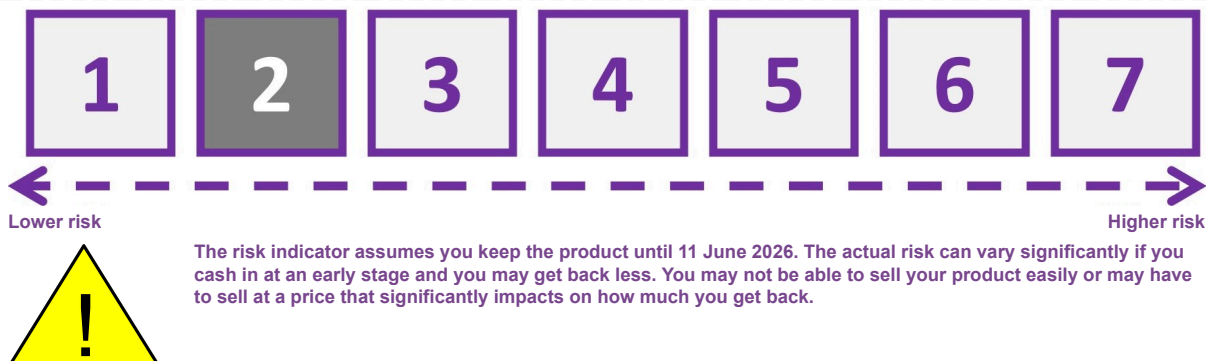 1 2 3 4 5 6 7
Lower risk Higher risk
The risk indicator assumes you keep the product until 11 June 2026. The actual risk can vary significantly if you
cash in at an early stage and you may get back less. You may not be able to sell your product easily or may have
to sell at a price that significantly impacts on how much you get back.
!